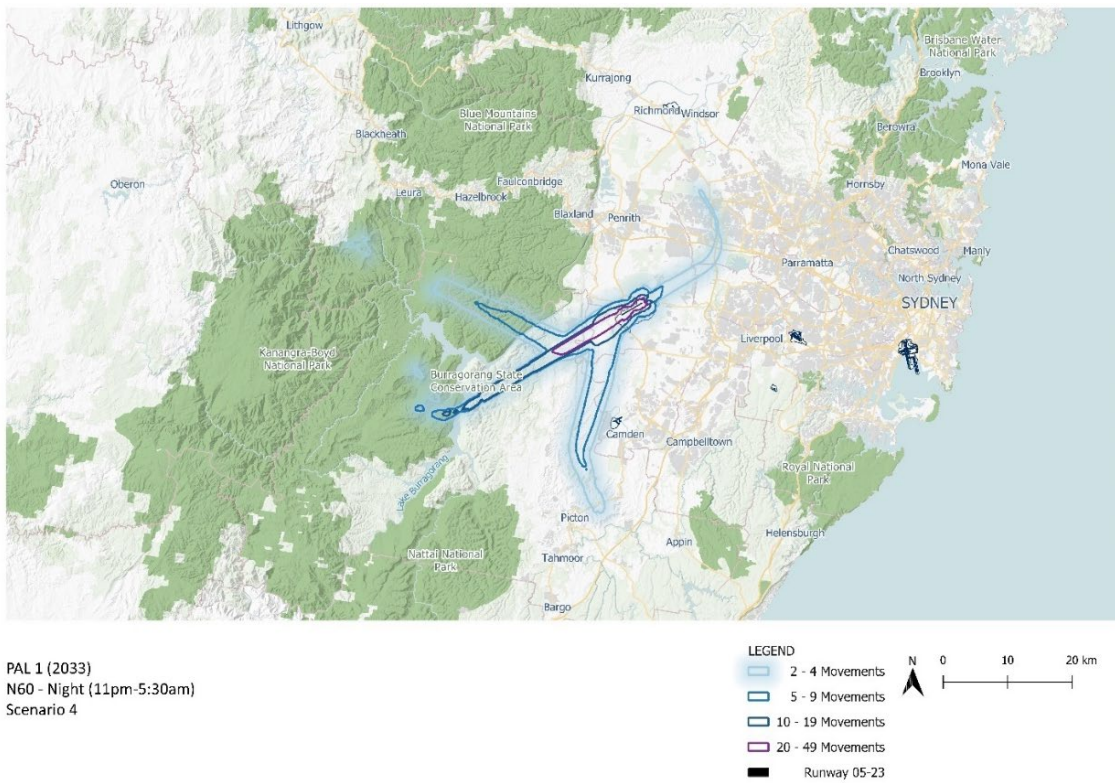 Lithgow
Brisbane Water
National Park
Brooklyn
Kurrajong
Richmond
Windsor
Blue Mountains
National Park
Berowra
Blackheath
Mona Vale
Oberon
Faulconbridge
Leura
Hazelbrook
Hornsby
Blaxland
Penrith
Chatswood
Manly
Parramatta
North Sydney
SYDNEY
Liverpool
Kanangra-Boyd
National Park
Burragorang State
Conservation Area
Camden
Campbelltown
Royal National
Park
Lake Burragorang
Picton
Helensburgh
Appin
Nattai National
Park
Tahmoor
Bargo
PAL 1 (2033)
N60 - Night (11pm-5:30am)
Scenario 4
LEGEND
2 - 4 Movements
5 - 9 Movements
10 - 19 Movements
20 - 49 Movements
Runway 05-23
N
0 10 20 km